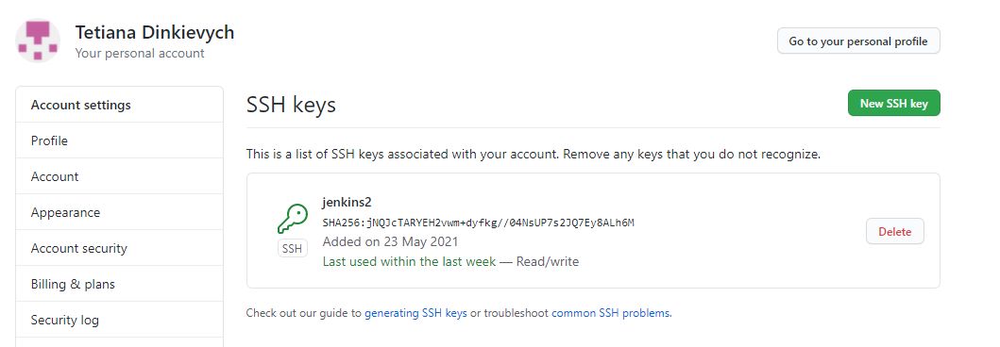 Tetiana Dinkievych
Your personal account
Go to your personal profile
Account settings
Profile
Account
Appearance
Account security
Billing & plans
Security log
SSH keys
New SSH key
This is a list of SSH keys associated with your account. Remove any keys that you do not recognize.
SSH
jenkins2
SHA256:jNQJcTARYEH2vwm+dyfkg//04NsUP7s2JQ7Ey8ALh6M
Added on 23 May 2021
Last used within the last week — Read/write
Delete
Check out our guide to generating SSH keys or troubleshoot common SSH problems.